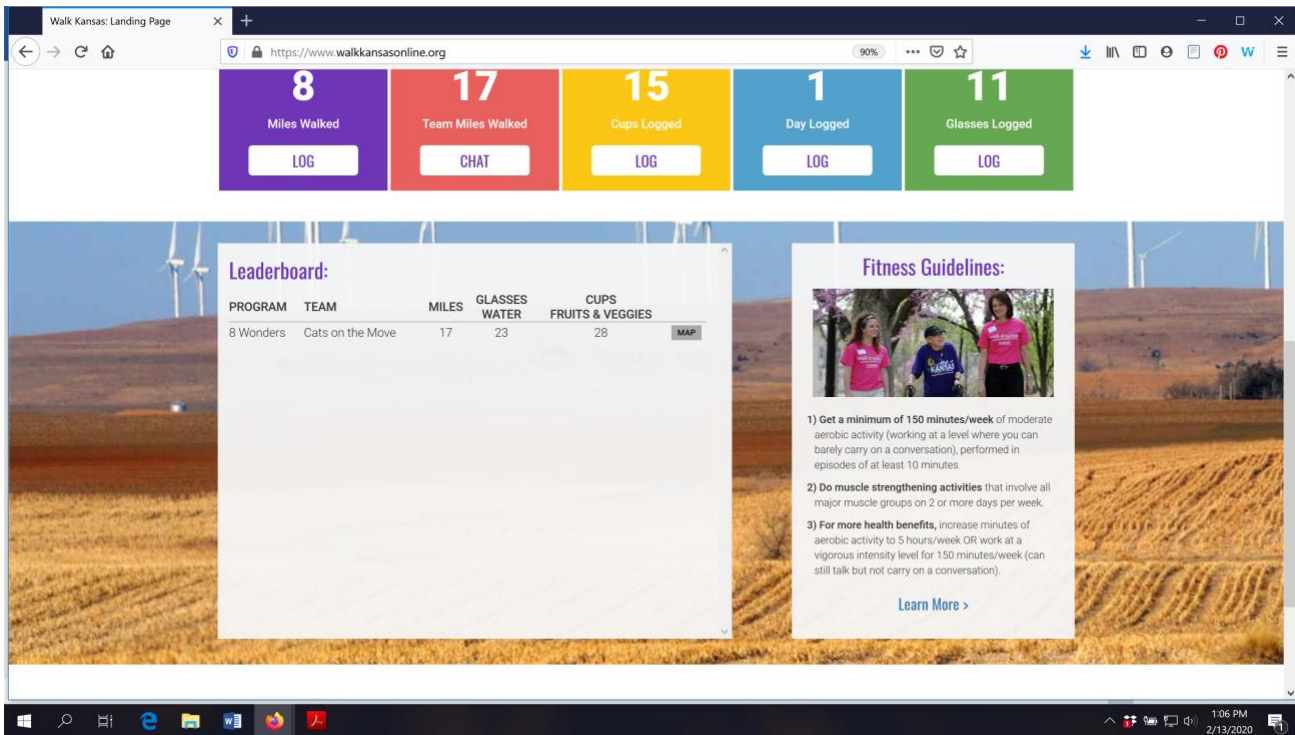 Walk Kansas: Landing Page
https://www.walkkansasonline.org
90%
8
17
15
1
11
Miles Walked
Team Miles Walked
Cups Logged
Day Logged
Glasses Logged
LOG
CHAT
LOG
LOG
LOG
Leaderboard:
PROGRAM TEAM MILES GLASSES WATER CUPS FRUITS & VEGGIES
8 Wonders Cats on the Move 17 23 28 MAP
Fitness Guidelines:
KANSAS
1) Get a minimum of 150 minutes/week of moderate
aerobic activity (working at a level where you can
barely carry on a conversation), performed in
episodes of at least 10 minutes.
2) Do muscle strengthening activities that involve all
major muscle groups on 2 or more days per week.
3) For more health benefits, increase minutes of
aerobic activity to 5 hours/week OR work at a
vigorous intensity level for 150 minutes/week (can
still talk but not carry on a conversation).
Learn More >
1:06 PM
2/13/2020